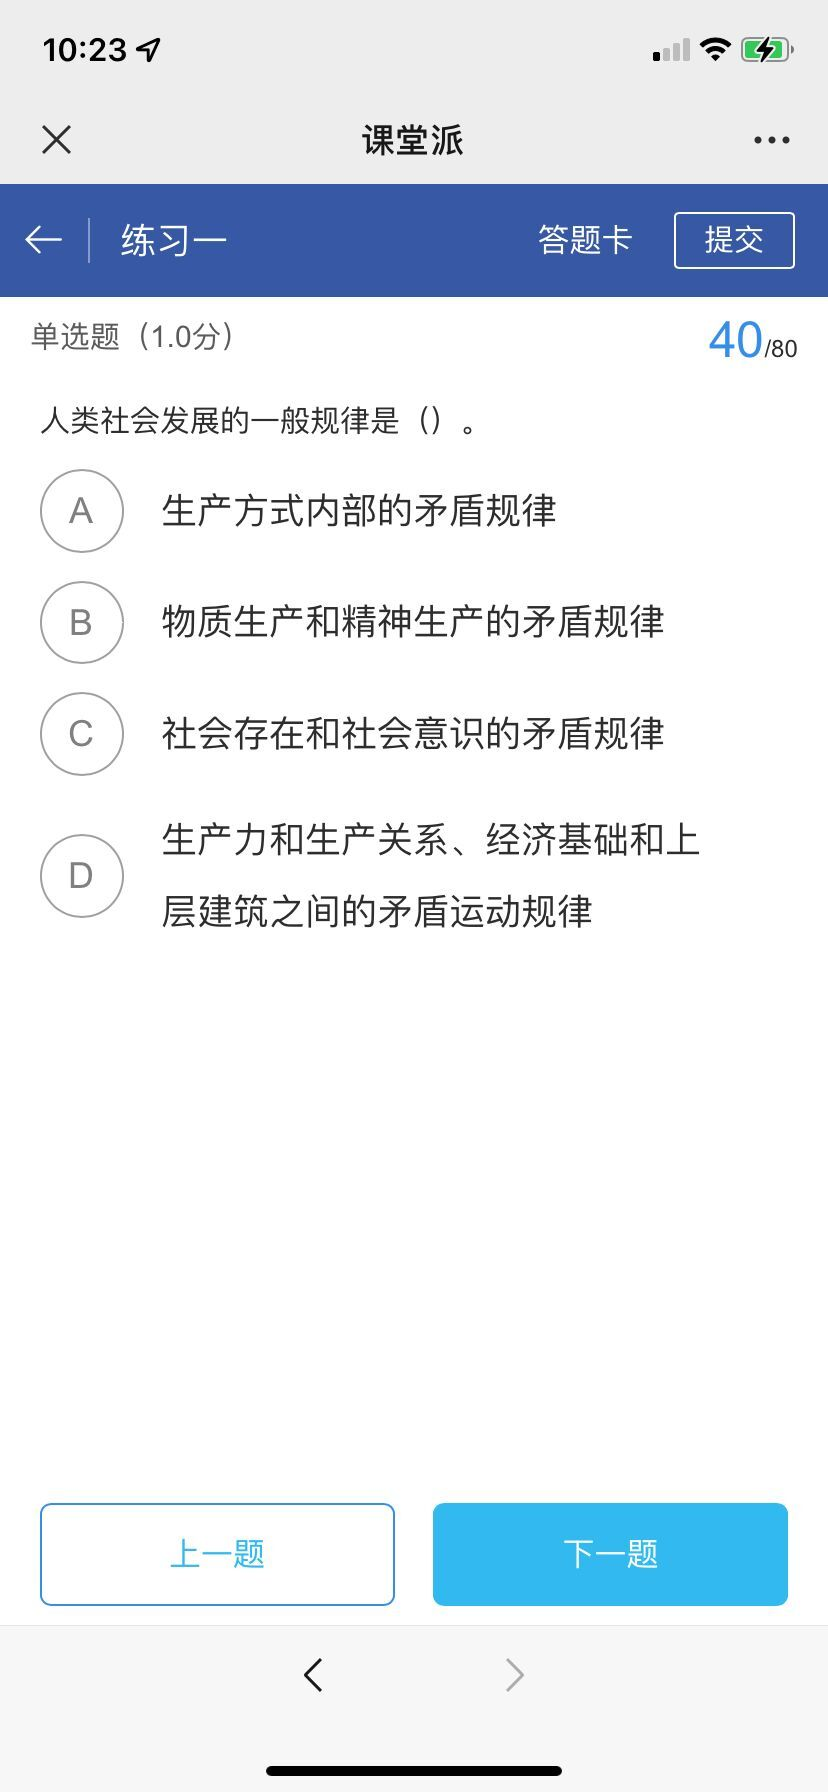 10:23
课堂派
练习一
答题卡
提交
单选题（1.0分）
40/80
人类社会发展的一般规律是（）。
A 生产方式内部的矛盾规律
B 物质生产和精神生产的矛盾规律
C 社会存在和社会意识的矛盾规律
D 生产力和生产关系、经济基础和上
层建筑之间的矛盾运动规律
上一题
下一题